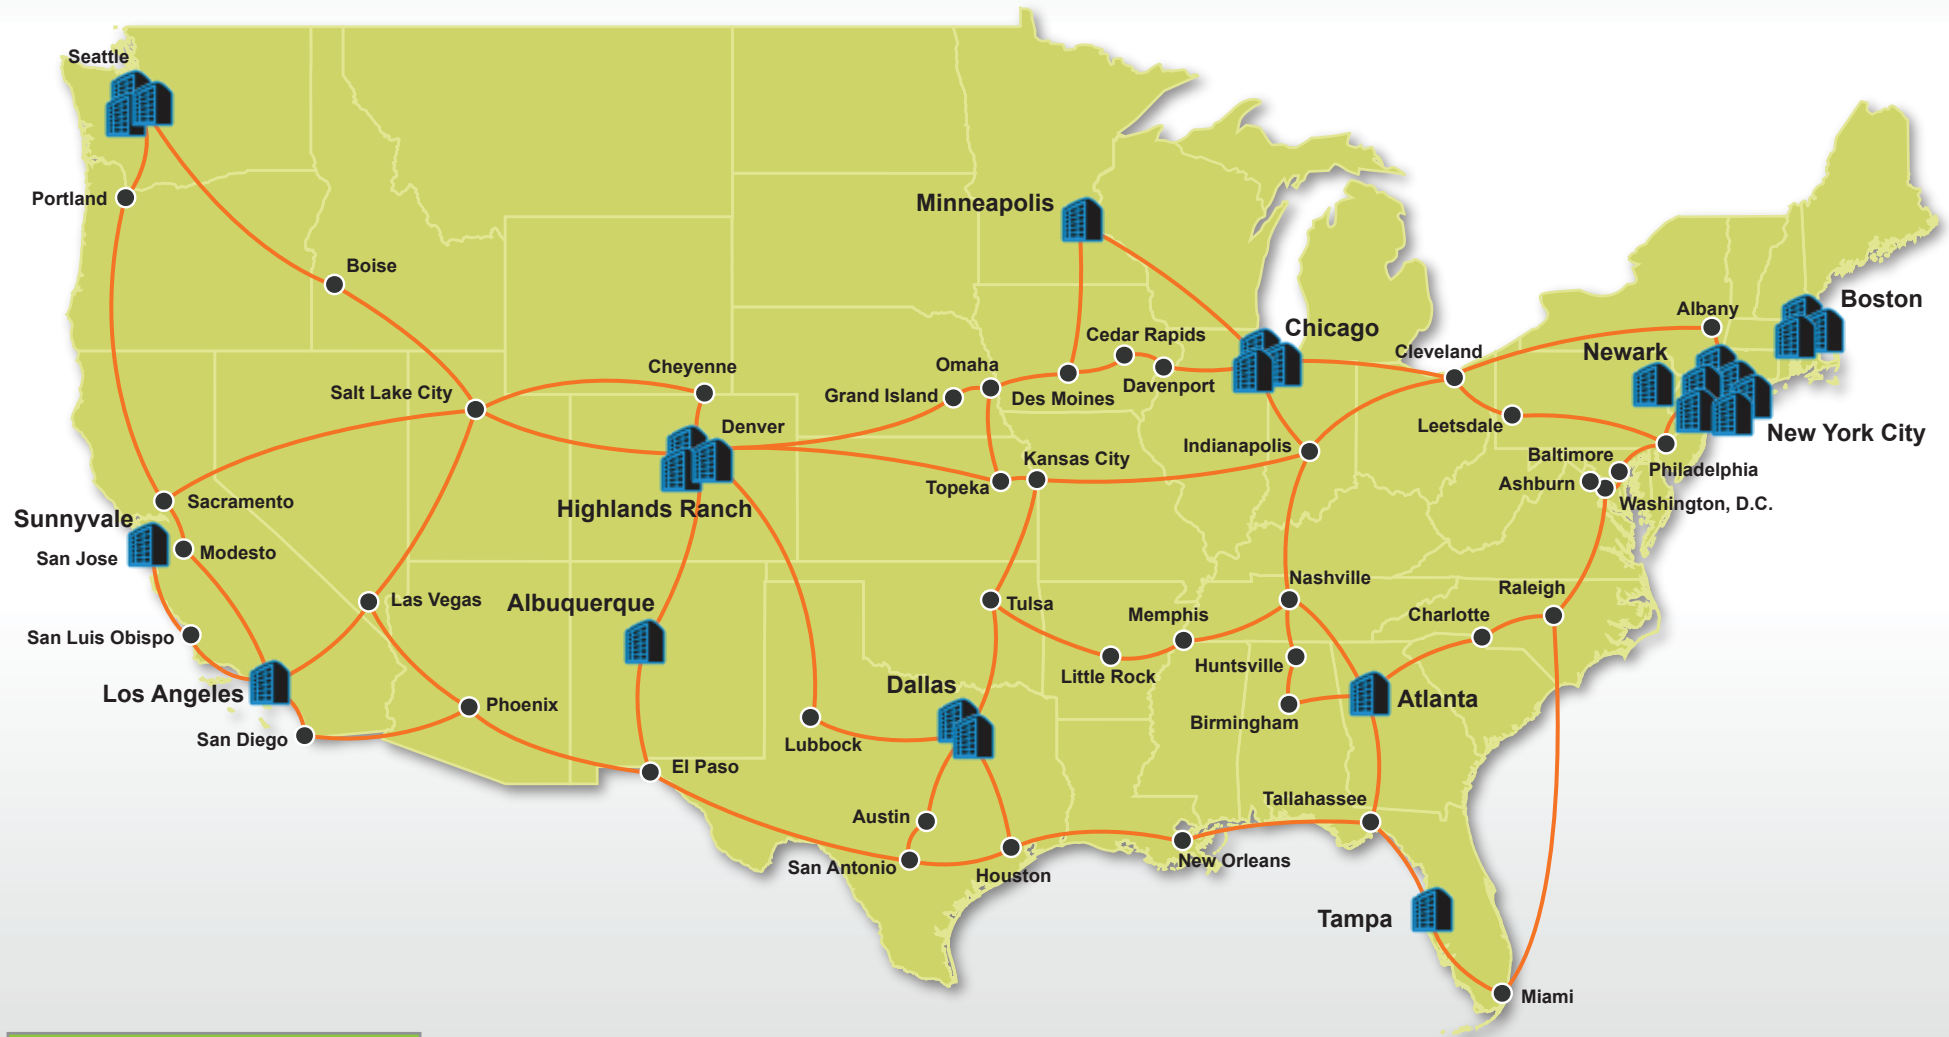 Seattle
Portland
Boise
Minneapolis
Boston
Albany
Chicago
Cedar Rapids
Cleveland
Newark
Cheyenne
Omaha
Salt Lake City
Grand Island
Des Moines
Davenport
Denver
Leetsdale
New York City
Indianapolis
Kansas City
Baltimore
Philadelphia
Topeka
Ashburn
Sacramento
Highlands Ranch
Washington, D.C.
Sunnyvale
San Jose
Modesto
Las Vegas
Albuquerque
Tulsa
Nashville
Raleigh
Memphis
Charlotte
San Luis Obispo
Huntsville
Little Rock
Los Angeles
Dallas
Atlanta
Phoenix
Birmingham
San Diego
Lubbock
El Paso
Tallahassee
Austin
San Antonio
New Orleans
Houston
Tampa
Miami